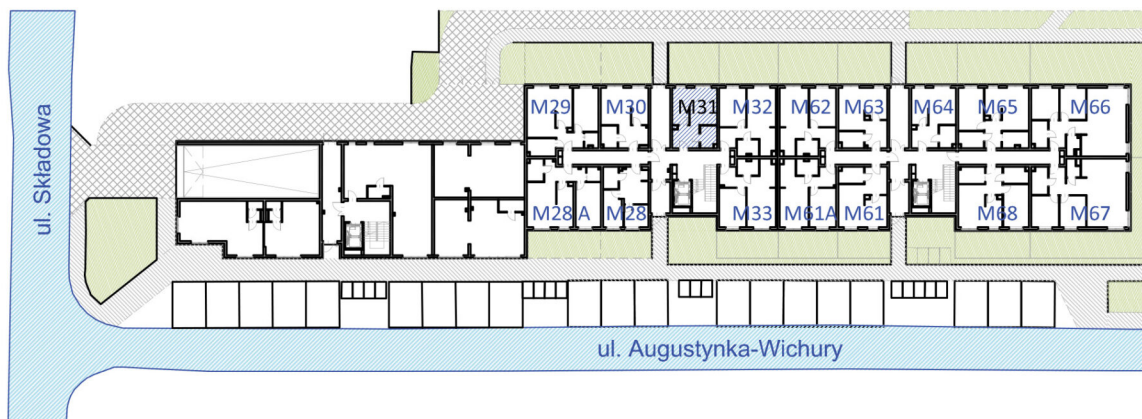 ul. Składowa
M29
M30
M31
M32
M62
M63
M64
M65
M66
M28 A
M28
M33
M61A
M61
M68
M67
ul. Augustynka-Wichury